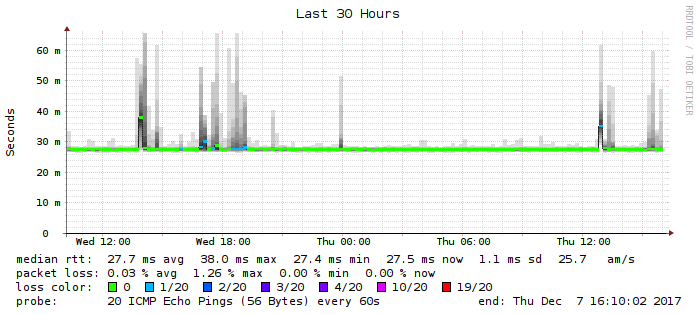 Last 30 Hours
RRDTOOL / TOBI OETIKER
Seconds
60 m
50 m
40 m
30 m
20 m
10 m
0
Wed 12:00 Wed 18:00 Thu 00:00 Thu 06:00 Thu 12:00
median rtt: 27.7 ms avg 38.0 ms max 27.4 ms min 27.5 ms now 1.1 ms sd 25.7 am/s
packet loss: 0.03 % avg 1.26 % max 0.00 % min 0.00 % now
loss color: 0 1/20 2/20 3/20 4/20 10/20 19/20
probe: 20 ICMP Echo Pings (56 Bytes) every 60s end: Thu Dec 7 16:10:02 2017